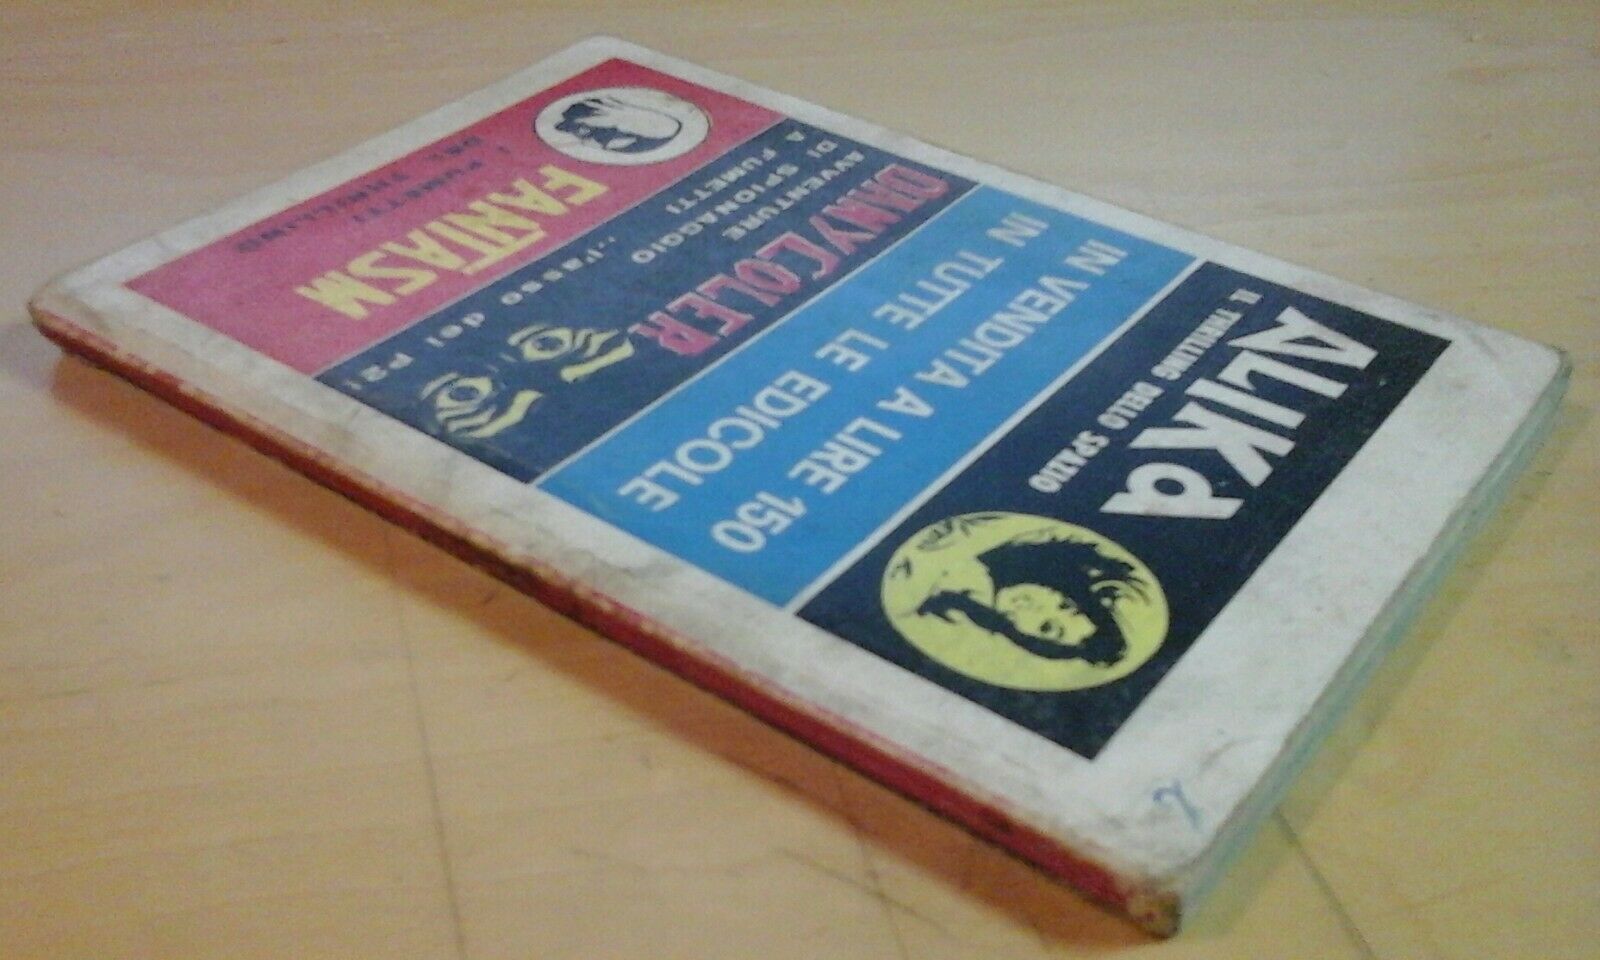 ALIKa
IL THRILLING DELLO SPAZIO
IN VENDITA A LIRE 150
IN TUTTE LE EDICOLE
DANY COLER
AVVENTURE
DI SPIONAGGIO
A FUMETTI
..l'asso dei P2!
FANTASM
I FUMETTI
DEL THRILLING